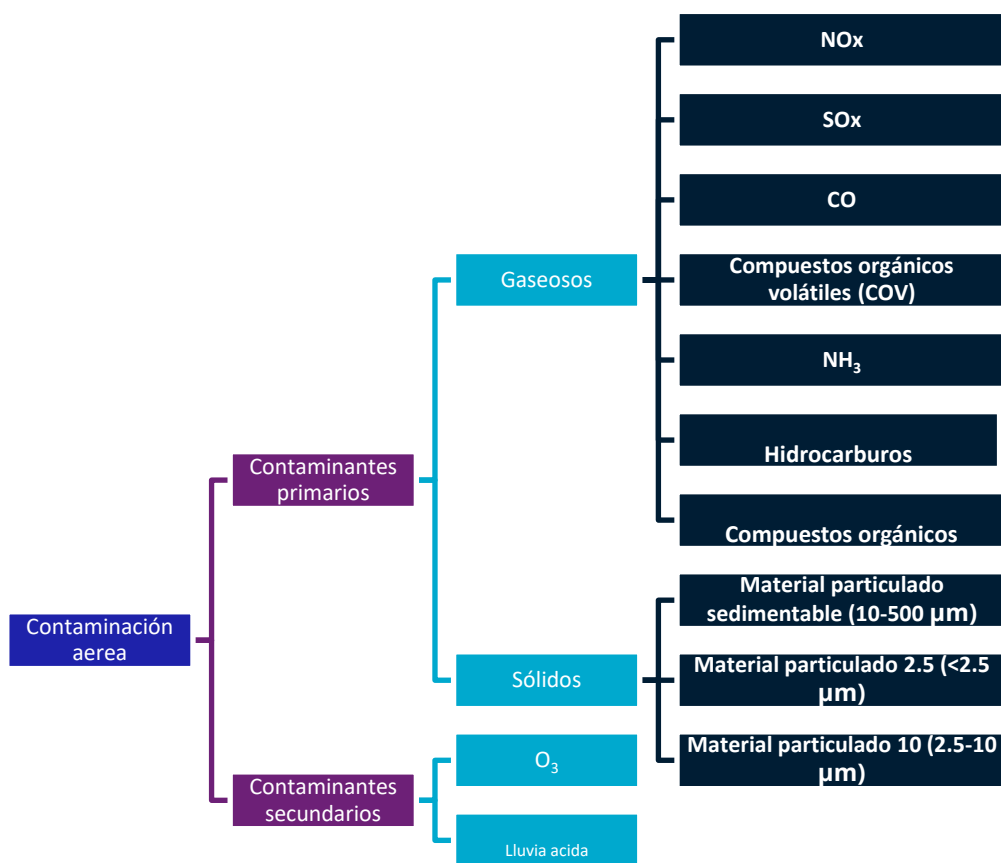 NOx
SOx
CO
Compuestos orgánicos
volátiles (COV)
Gaseosos
NH₃
Hidrocarburos
Contaminantes
primarios
Compuestos orgánicos
Material particulado
sedimentable (10-500 µm)
Contaminación
aerea
Sólidos
Material particulado 2.5 (<2.5
µm)
Material particulado 10 (2.5-10
µm)
O₃
Contaminantes
secundarios
Lluvia acida